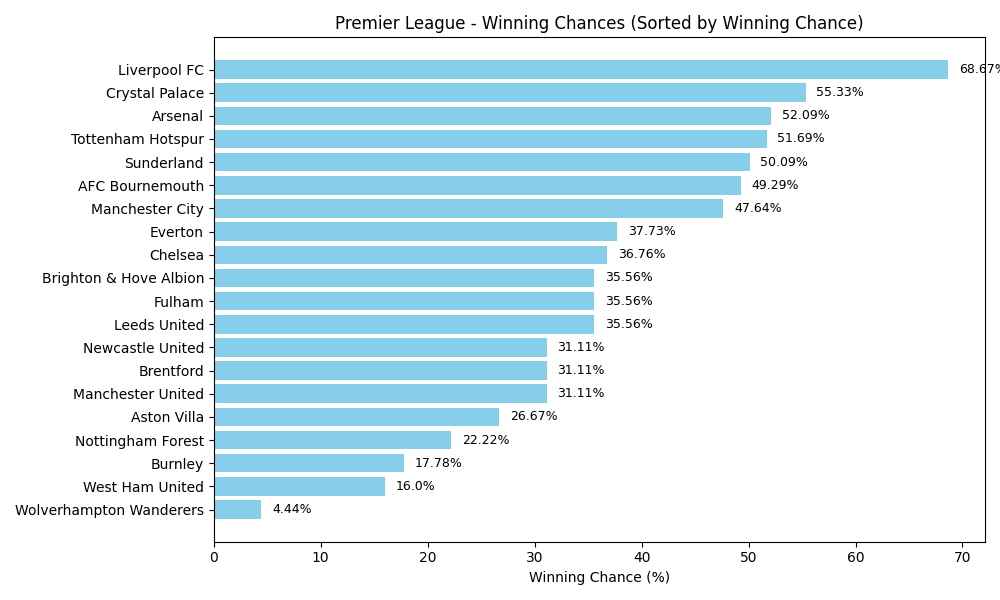 Premier League - Winning Chances (Sorted by Winning Chance)
Liverpool FC 68.67%
Crystal Palace 55.33%
Arsenal 52.09%
Tottenham Hotspur 51.69%
Sunderland 50.09%
AFC Bournemouth 49.29%
Manchester City 47.64%
Everton 37.73%
Chelsea 36.76%
Brighton & Hove Albion 35.56%
Fulham 35.56%
Leeds United 35.56%
Newcastle United 31.11%
Brentford 31.11%
Manchester United 31.11%
Aston Villa 26.67%
Nottingham Forest 22.22%
Burnley 17.78%
West Ham United 16.0%
Wolverhampton Wanderers 4.44%
0 10 20 30 40 50 60 70
Winning Chance (%)